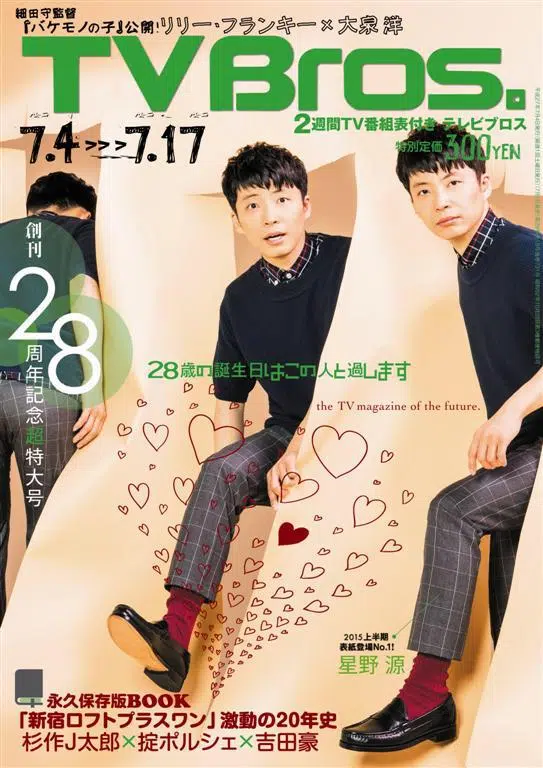 細田守監督
『バケモノの子』公開!
リリー・フランキー×大泉洋
TVBros.
2週間TV番組表付き テレビブロス
特別定価300YEN
7.4>>>7.17
創刊
28
周年記念超特大号
28歳の誕生日はこの人と過します
the TV magazine of the future.
2015上半期
表紙登場No.1!
星野 源
永久保存版BOOK
「新宿ロフトプラスワン」激動の20年史
杉作J太郎×掟ポルシェ×吉田豪